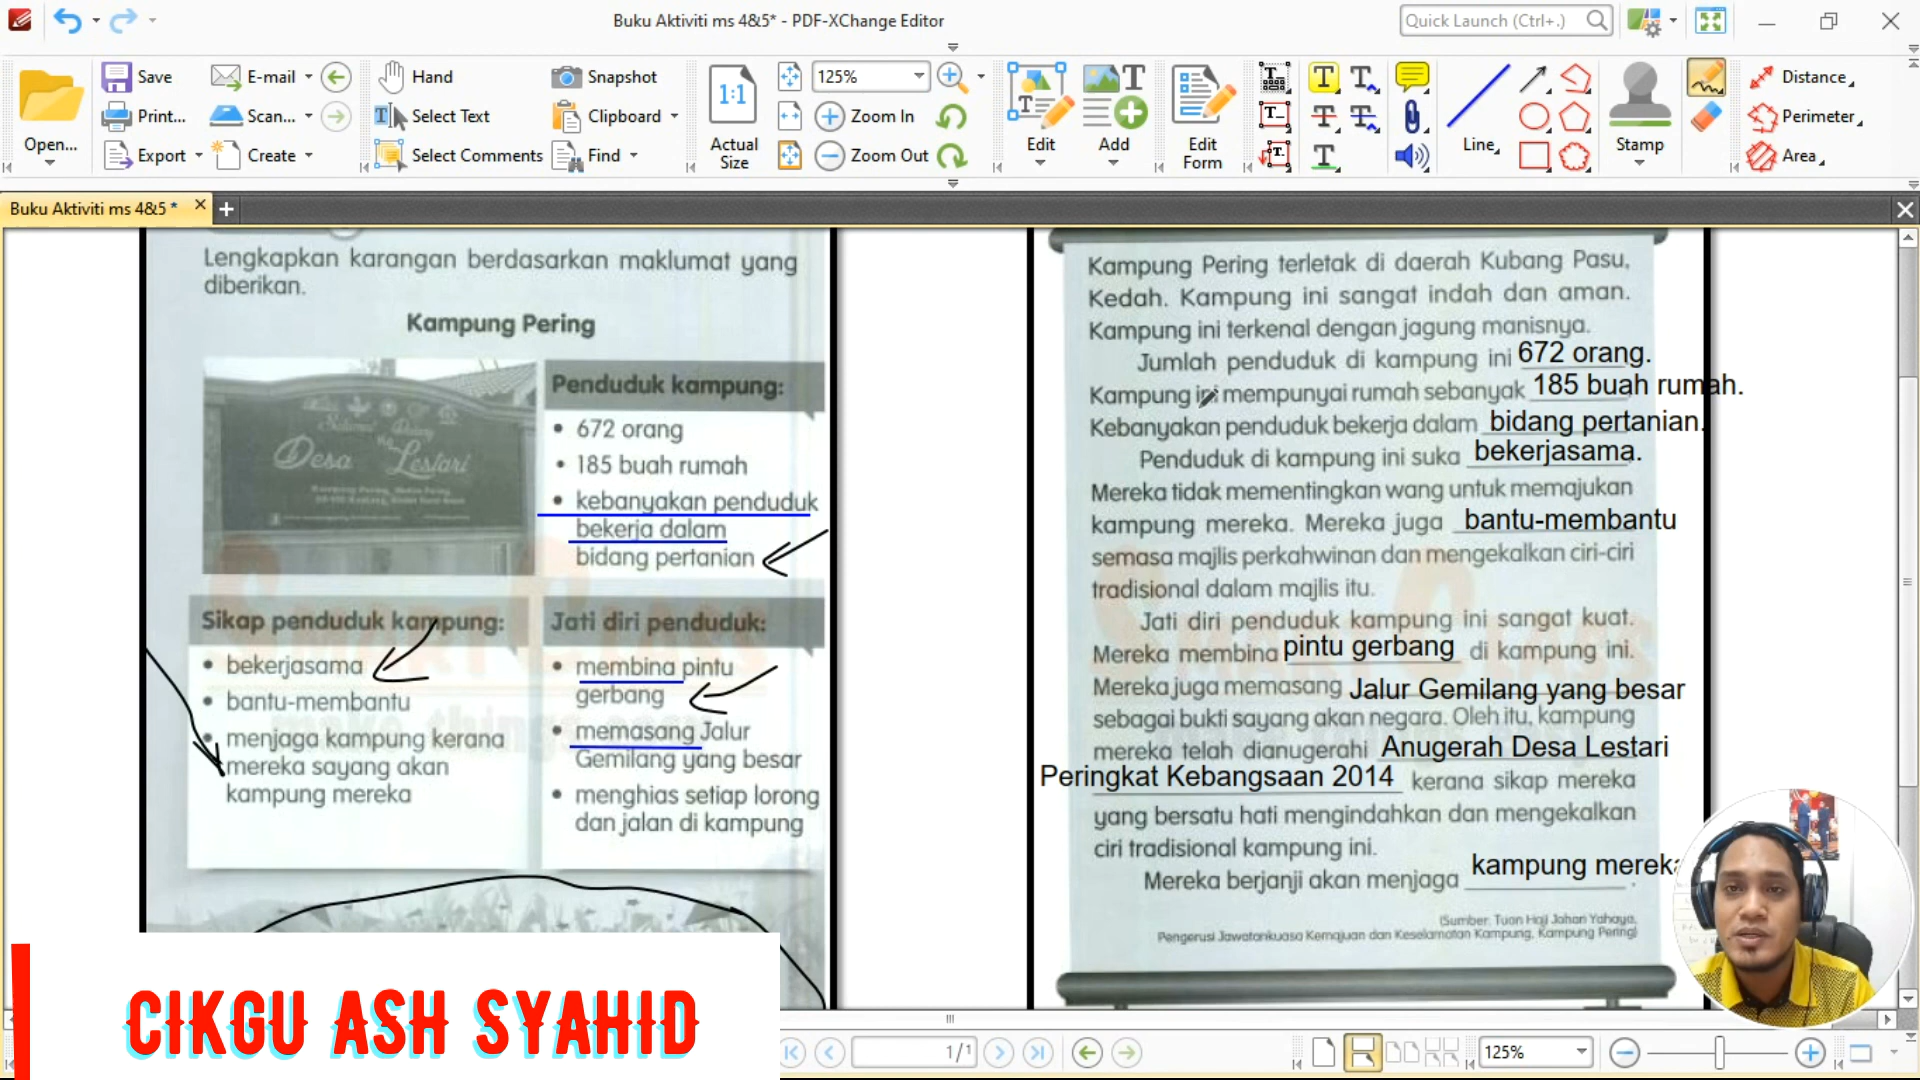 Buku Aktiviti ms 4&5* - PDF-XChange Editor
Quick Launch (Ctrl+.)
Open...
Save
Print...
Export
E-mail
Scan...
Create
Hand
Select Text
Select Comments
Snapshot
Clipboard
Find
1:1
Actual Size
125%
Zoom In
Zoom Out
Edit
Add
Edit Form
Line
Stamp
Distance
Perimeter
Area
Buku Aktiviti ms 4&5 *
Lengkapkan karangan berdasarkan maklumat yang
diberikan.
Kampung Pering
Desa Lestari
Penduduk kampung:
• 672 orang
• 185 buah rumah
• kebanyakan penduduk
bekerja dalam
bidang pertanian
Sikap penduduk kampung:
• bekerjasama
• bantu-membantu
• menjaga kampung kerana
mereka sayang akan
kampung mereka
Jati diri penduduk:
• membina pintu
gerbang
• memasang Jalur
Gemilang yang besar
• menghias setiap lorong
dan jalan di kampung
Kampung Pering terletak di daerah Kubang Pasu,
Kedah. Kampung ini sangat indah dan aman.
Kampung ini terkenal dengan jagung manisnya.
Jumlah penduduk di kampung ini 672 orang.
Kampung ini mempunyai rumah sebanyak 185 buah rumah.
Kebanyakan penduduk bekerja dalam bidang pertanian.
Penduduk di kampung ini suka bekerjasama.
Mereka tidak mementingkan wang untuk memajukan
kampung mereka. Mereka juga bantu-membantu
semasa majlis perkahwinan dan mengekalkan ciri-ciri
tradisional dalam majlis itu.
Jati diri penduduk kampung ini sangat kuat.
Mereka membina pintu gerbang di kampung ini.
Mereka juga memasang Jalur Gemilang yang besar
sebagai bukti sayang akan negara. Oleh itu, kampung
mereka telah dianugerahi Anugerah Desa Lestari
Peringkat Kebangsaan 2014 kerana sikap mereka
yang bersatu hati mengindahkan dan mengekalkan
ciri tradisional kampung ini.
Mereka berjanji akan menjaga kampung mereka.
(Sumber: Tuan Haji Johan Yahaya,
Pengerusi Jawatankuasa Kemajuan dan Keselamatan Kampung, Kampung Pering)
CIKGU ASH SYAHID
1/1
125%